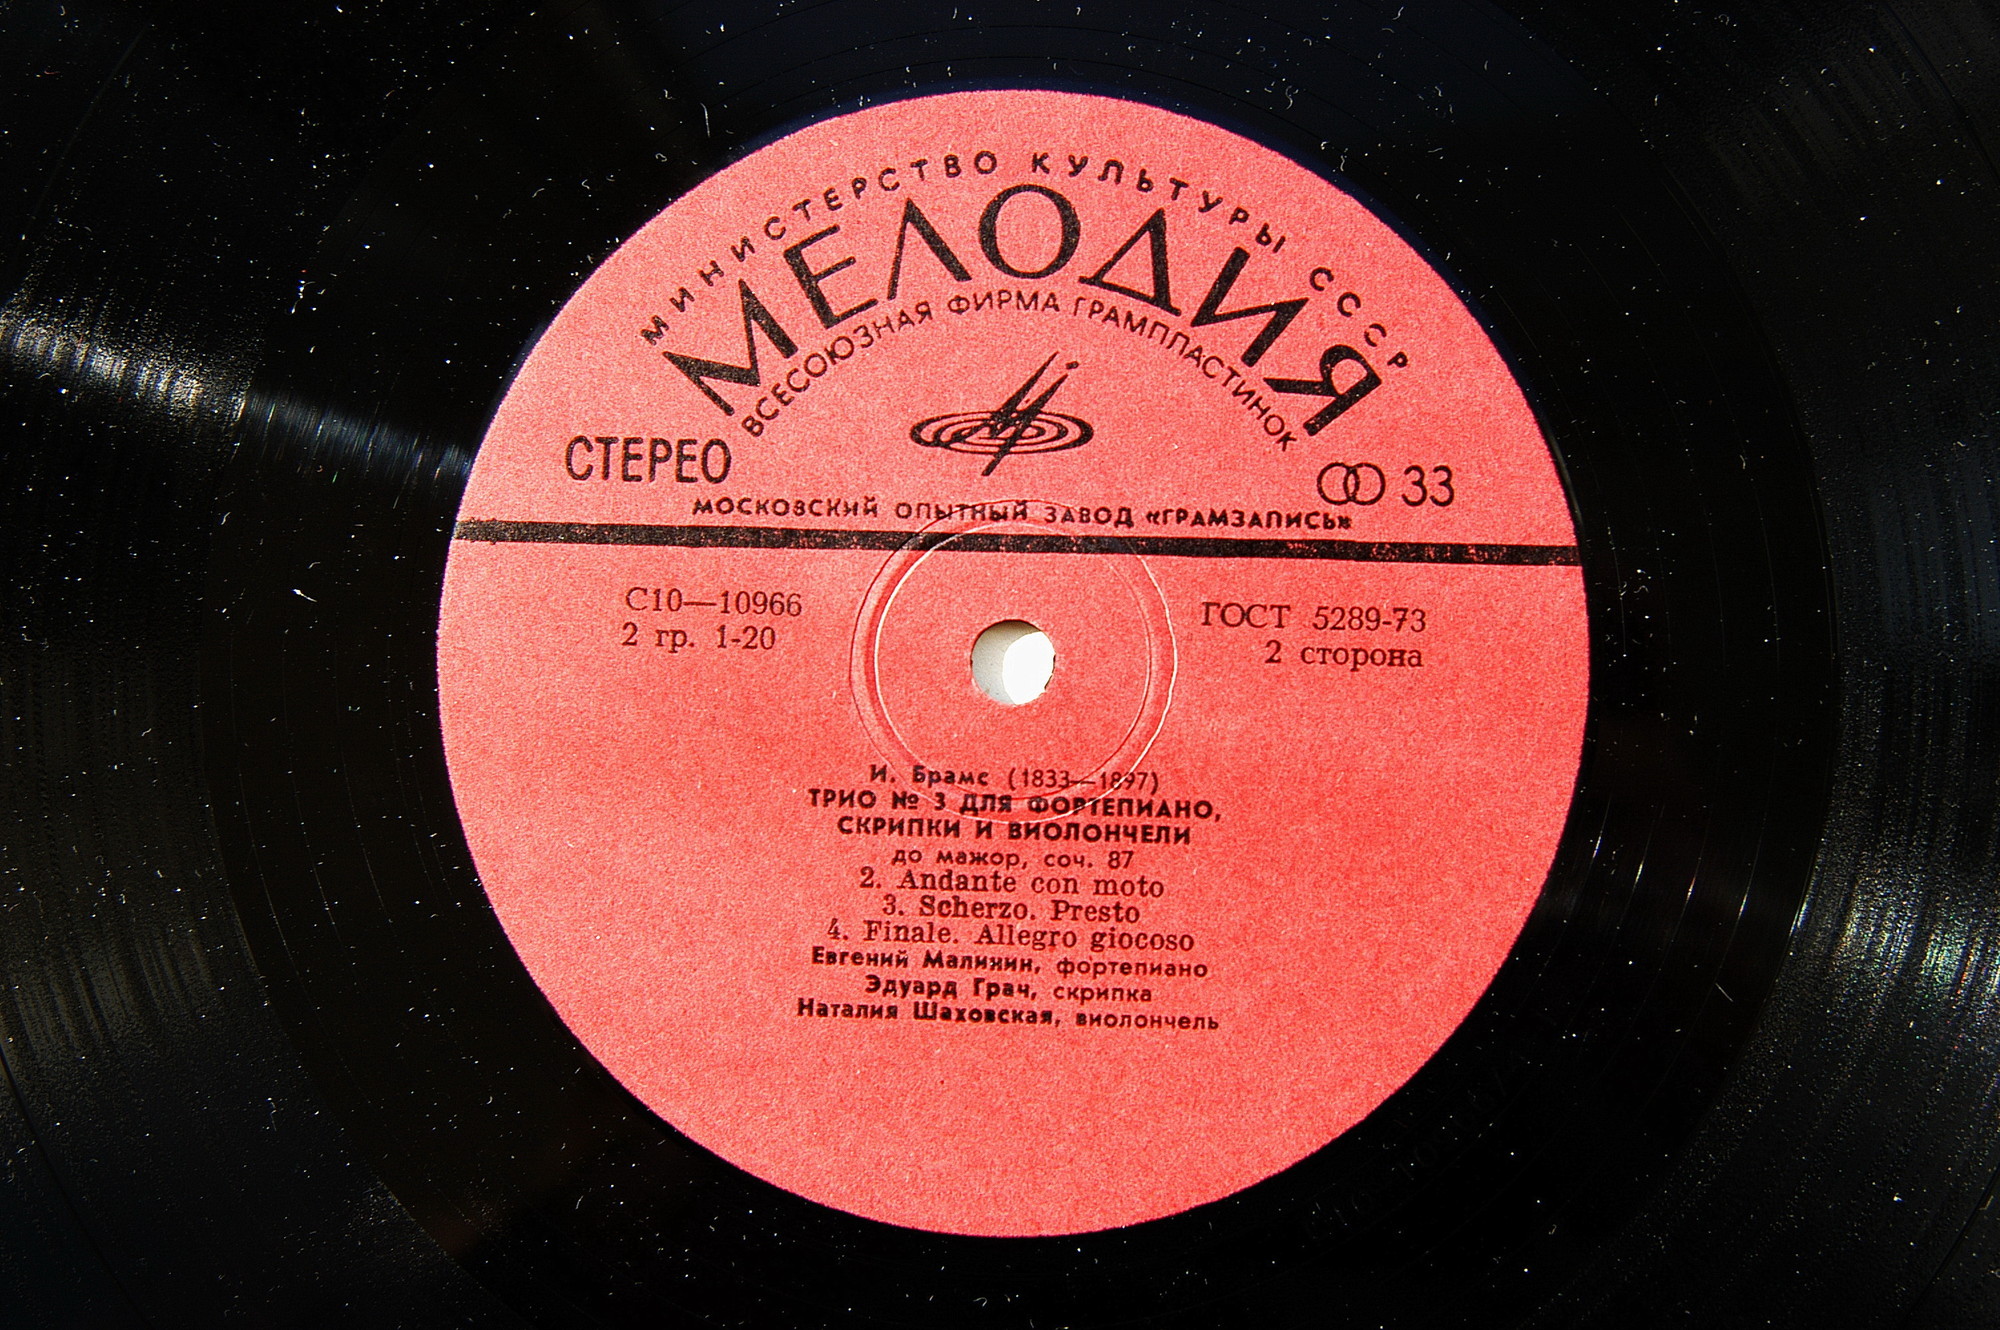 МИНИСТЕРСТВО КУЛЬТУРЫ СССР
МЕЛОДИЯ
ВСЕСОЮЗНАЯ ФИРМА ГРАМПЛАСТИНОК
СТЕРЕО
33
МОСКОВСКИЙ ОПЫТНЫЙ ЗАВОД «ГРАМЗАПИСЬ»
С10—10966
2 гр. 1-20
ГОСТ 5289-73
2 сторона
И. Брамс (1833—1897)
ТРИО № 3 ДЛЯ ФОРТЕПИАНО,
СКРИПКИ И ВИОЛОНЧЕЛИ
до мажор, соч. 87
2. Andante con moto
3. Scherzo. Presto
4. Finale. Allegro giocoso
Евгений Малинин, фортепиано
Эдуард Грач, скрипка
Наталия Шаховская, виолончель